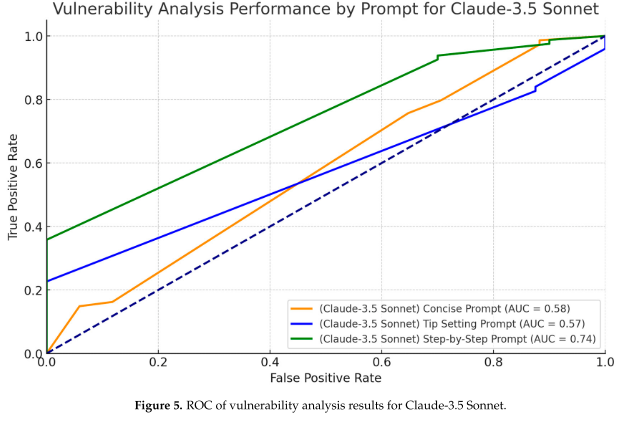 Vulnerability Analysis Performance by Prompt for Claude-3.5 Sonnet
1.0
0.8
0.6
0.4
0.2
0.0
True Positive Rate
(Claude-3.5 Sonnet) Concise Prompt (AUC = 0.58)
(Claude-3.5 Sonnet) Tip Setting Prompt (AUC = 0.57)
(Claude-3.5 Sonnet) Step-by-Step Prompt (AUC = 0.74)
0.0 0.2 0.4 0.6 0.8 1.0
False Positive Rate
Figure 5. ROC of vulnerability analysis results for Claude-3.5 Sonnet.